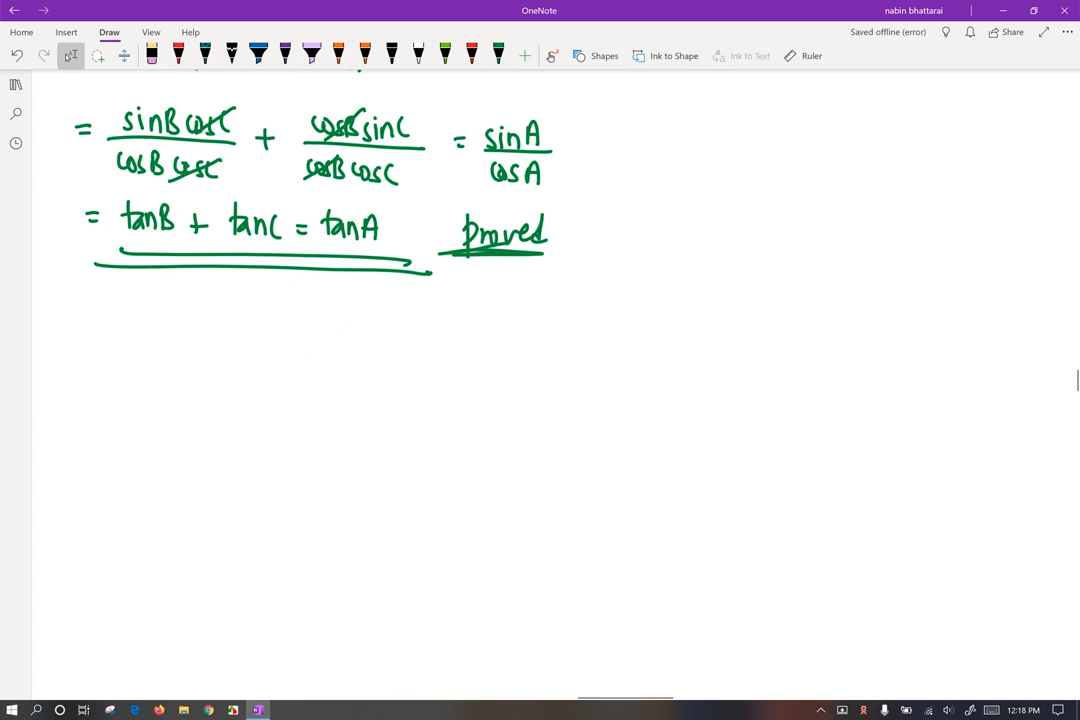 OneNote
nabin bhattarai
Home Insert Draw View Help
Saved offline (error) Share
Shapes Ink to Shape Ink to Text Ruler
= sinB cosC / cosB cosC + cosB sinC / cosB cosC = sinA / cosA
= tanB + tanC = tanA proved
12:18 PM